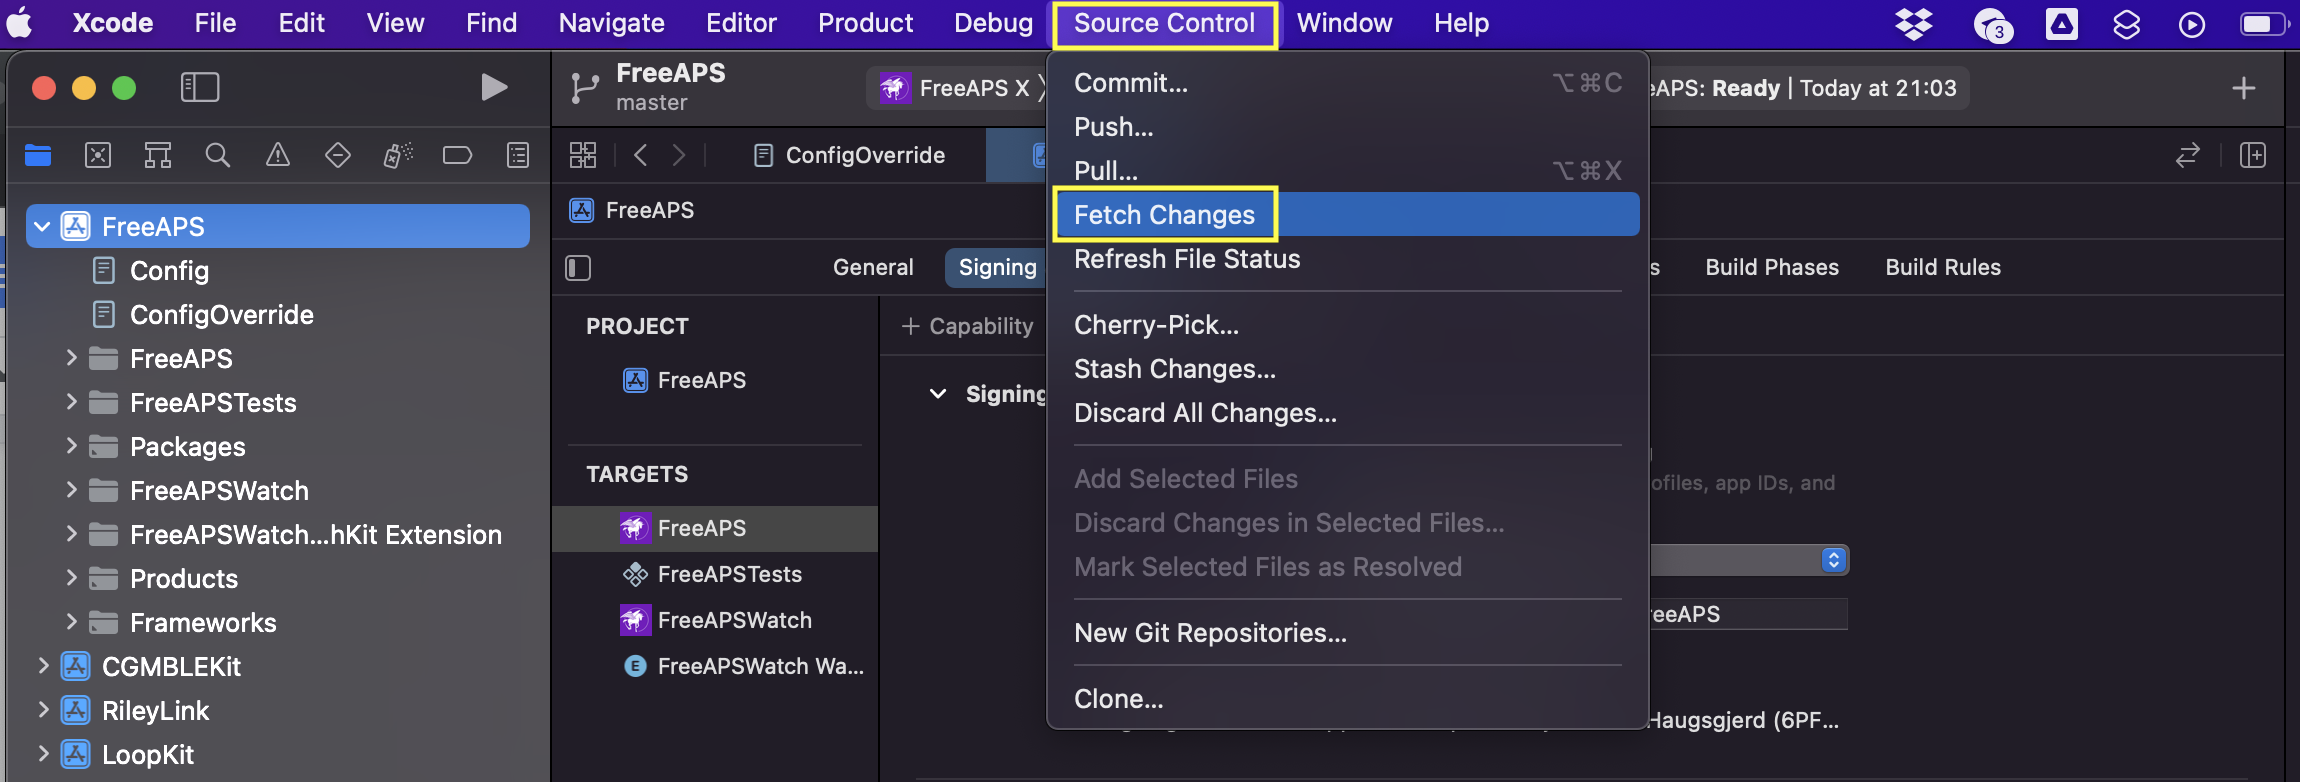 Xcode File Edit View Find Navigate Editor Product Debug Source Control Window Help 3
FreeAPS
master
FreeAPS X
eAPS: Ready | Today at 21:03
ConfigOverride
FreeAPS
General
Signing
s
Build Phases
Build Rules
FreeAPS
Config
ConfigOverride
FreeAPS
FreeAPSTests
Packages
FreeAPSWatch
FreeAPSWatch...hKit Extension
Products
Frameworks
CGMBLEKit
RileyLink
LoopKit
PROJECT
FreeAPS
TARGETS
FreeAPS
FreeAPSTests
FreeAPSWatch
E FreeAPSWatch Wa...
+ Capability
Signing
Commit... ⌥⌘C
Push...
Pull... ⌥⌘X
Fetch Changes
Refresh File Status
Cherry-Pick...
Stash Changes...
Discard All Changes...
Add Selected Files
Discard Changes in Selected Files...
Mark Selected Files as Resolved
New Git Repositories...
Clone...
ofiles, app IDs, and
eeAPS
Haugsgjerd (6PF...